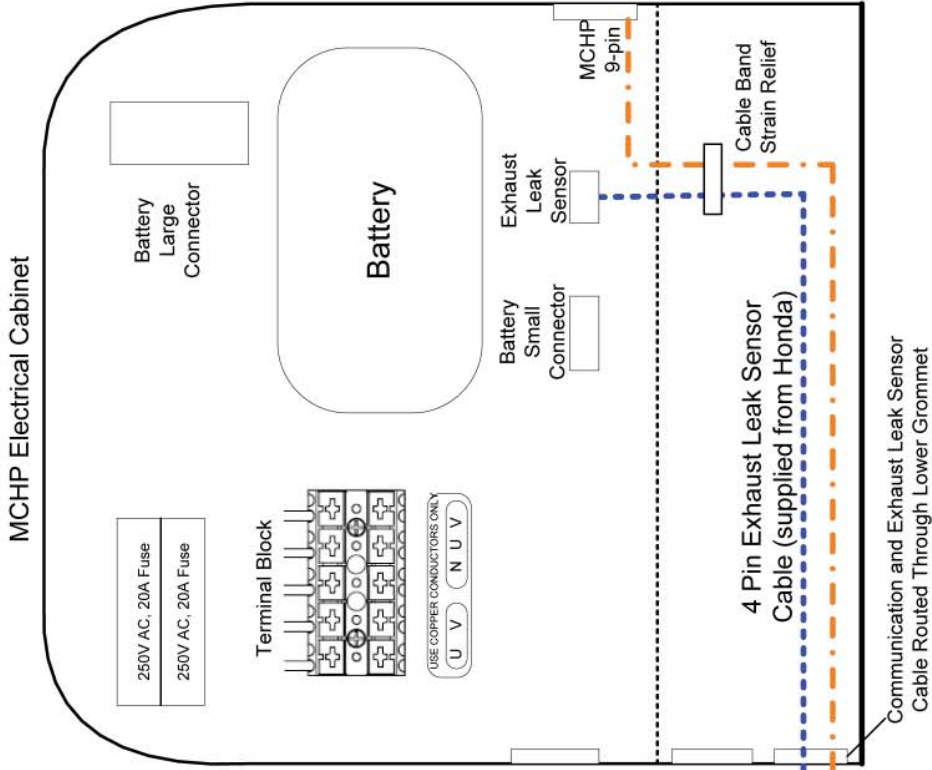 MCHP Electrical Cabinet
250V AC, 20A Fuse
250V AC, 20A Fuse
Battery
Large
Connector
Terminal Block
USE COPPER CONDUCTORS ONLY
U V N U V
Battery
Battery
Small
Connector
Exhaust
Leak
Sensor
MCHP
9-pin
Cable Band
Strain Relief
4 Pin Exhaust Leak Sensor
Cable (supplied from Honda)
Communication and Exhaust Leak Sensor
Cable Routed Through Lower Grommet